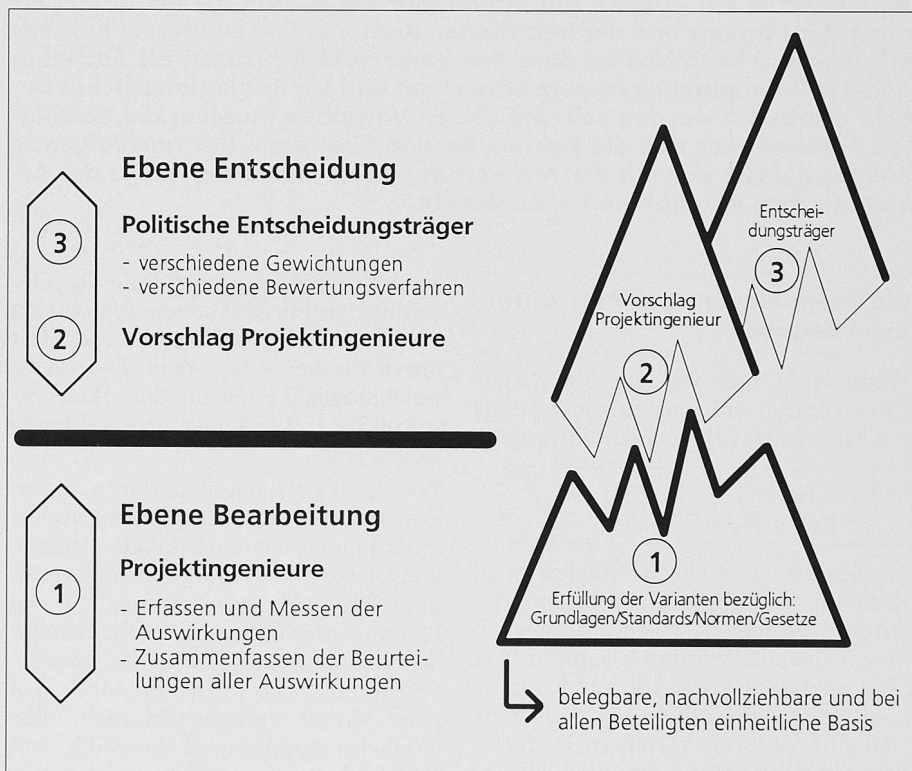 Ebene Entscheidung
3
Politische Entscheidungsträger
- verschiedene Gewichtungen
- verschiedene Bewertungsverfahren
2
Vorschlag Projektingenieure
1
Ebene Bearbeitung
Projektingenieure
- Erfassen und Messen der
Auswirkungen
- Zusammenfassen der Beurtei-
lungen aller Auswirkungen
Entschei-
dungsträger
3
Vorschlag
Projektingenieur
2
1
Erfüllung der Varianten bezüglich:
Grundlagen/Standards/Normen/Gesetze
belegbare, nachvollziehbare und bei
allen Beteiligten einheitliche Basis